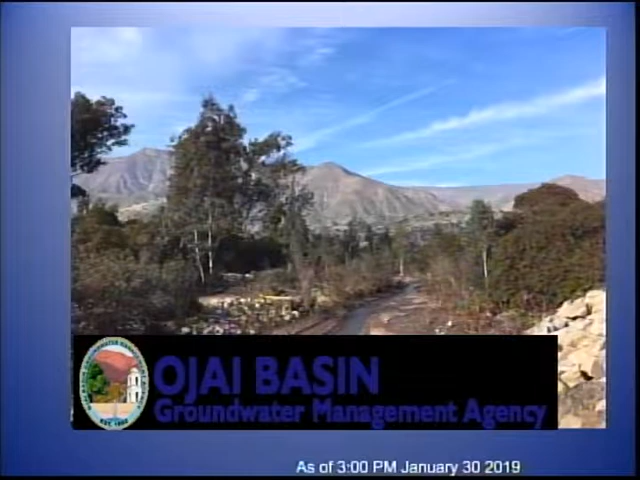 OJAI BASIN
Groundwater Management Agency
As of 3:00 PM January 30 2019